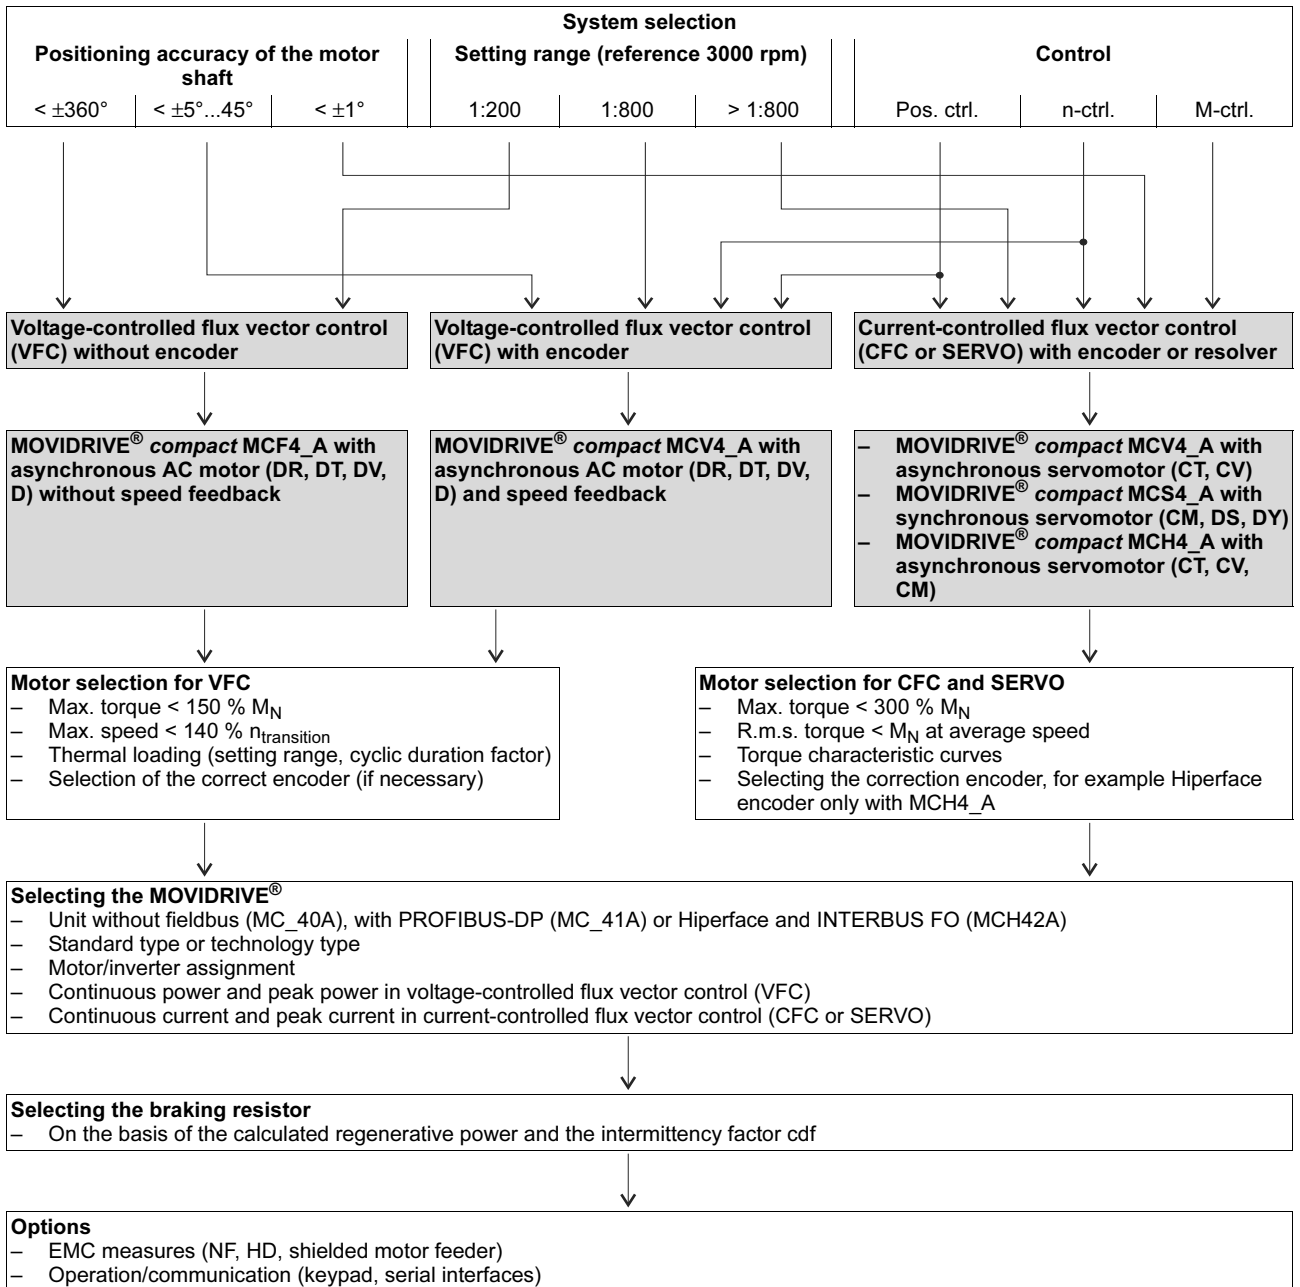 System selection
Positioning accuracy of the motor
shaft
Setting range (reference 3000 rpm)
Control
< ±360°
< ±5°...45°
< ±1°
1:200
1:800
> 1:800
Pos. ctrl.
n-ctrl.
M-ctrl.
Voltage-controlled flux vector control
(VFC) without encoder
Voltage-controlled flux vector control
(VFC) with encoder
Current-controlled flux vector control
(CFC or SERVO) with encoder or resolver
MOVIDRIVE® compact MCF4_A with
asynchronous AC motor (DR, DT, DV,
D) without speed feedback
MOVIDRIVE® compact MCV4_A with
asynchronous AC motor (DR, DT, DV,
D) and speed feedback
– MOVIDRIVE® compact MCV4_A with
asynchronous servomotor (CT, CV)
– MOVIDRIVE® compact MCS4_A with
synchronous servomotor (CM, DS, DY)
– MOVIDRIVE® compact MCH4_A with
asynchronous servomotor (CT, CV,
CM)
Motor selection for VFC
– Max. torque < 150 % MN
– Max. speed < 140 % ntransition
– Thermal loading (setting range, cyclic duration factor)
– Selection of the correct encoder (if necessary)
Motor selection for CFC and SERVO
– Max. torque < 300 % MN
– R.m.s. torque < MN at average speed
– Torque characteristic curves
– Selecting the correction encoder, for example Hiperface
encoder only with MCH4_A
Selecting the MOVIDRIVE®
– Unit without fieldbus (MC_40A), with PROFIBUS-DP (MC_41A) or Hiperface and INTERBUS FO (MCH42A)
– Standard type or technology type
– Motor/inverter assignment
– Continuous power and peak power in voltage-controlled flux vector control (VFC)
– Continuous current and peak current in current-controlled flux vector control (CFC or SERVO)
Selecting the braking resistor
– On the basis of the calculated regenerative power and the intermittency factor cdf
Options
– EMC measures (NF, HD, shielded motor feeder)
– Operation/communication (keypad, serial interfaces)